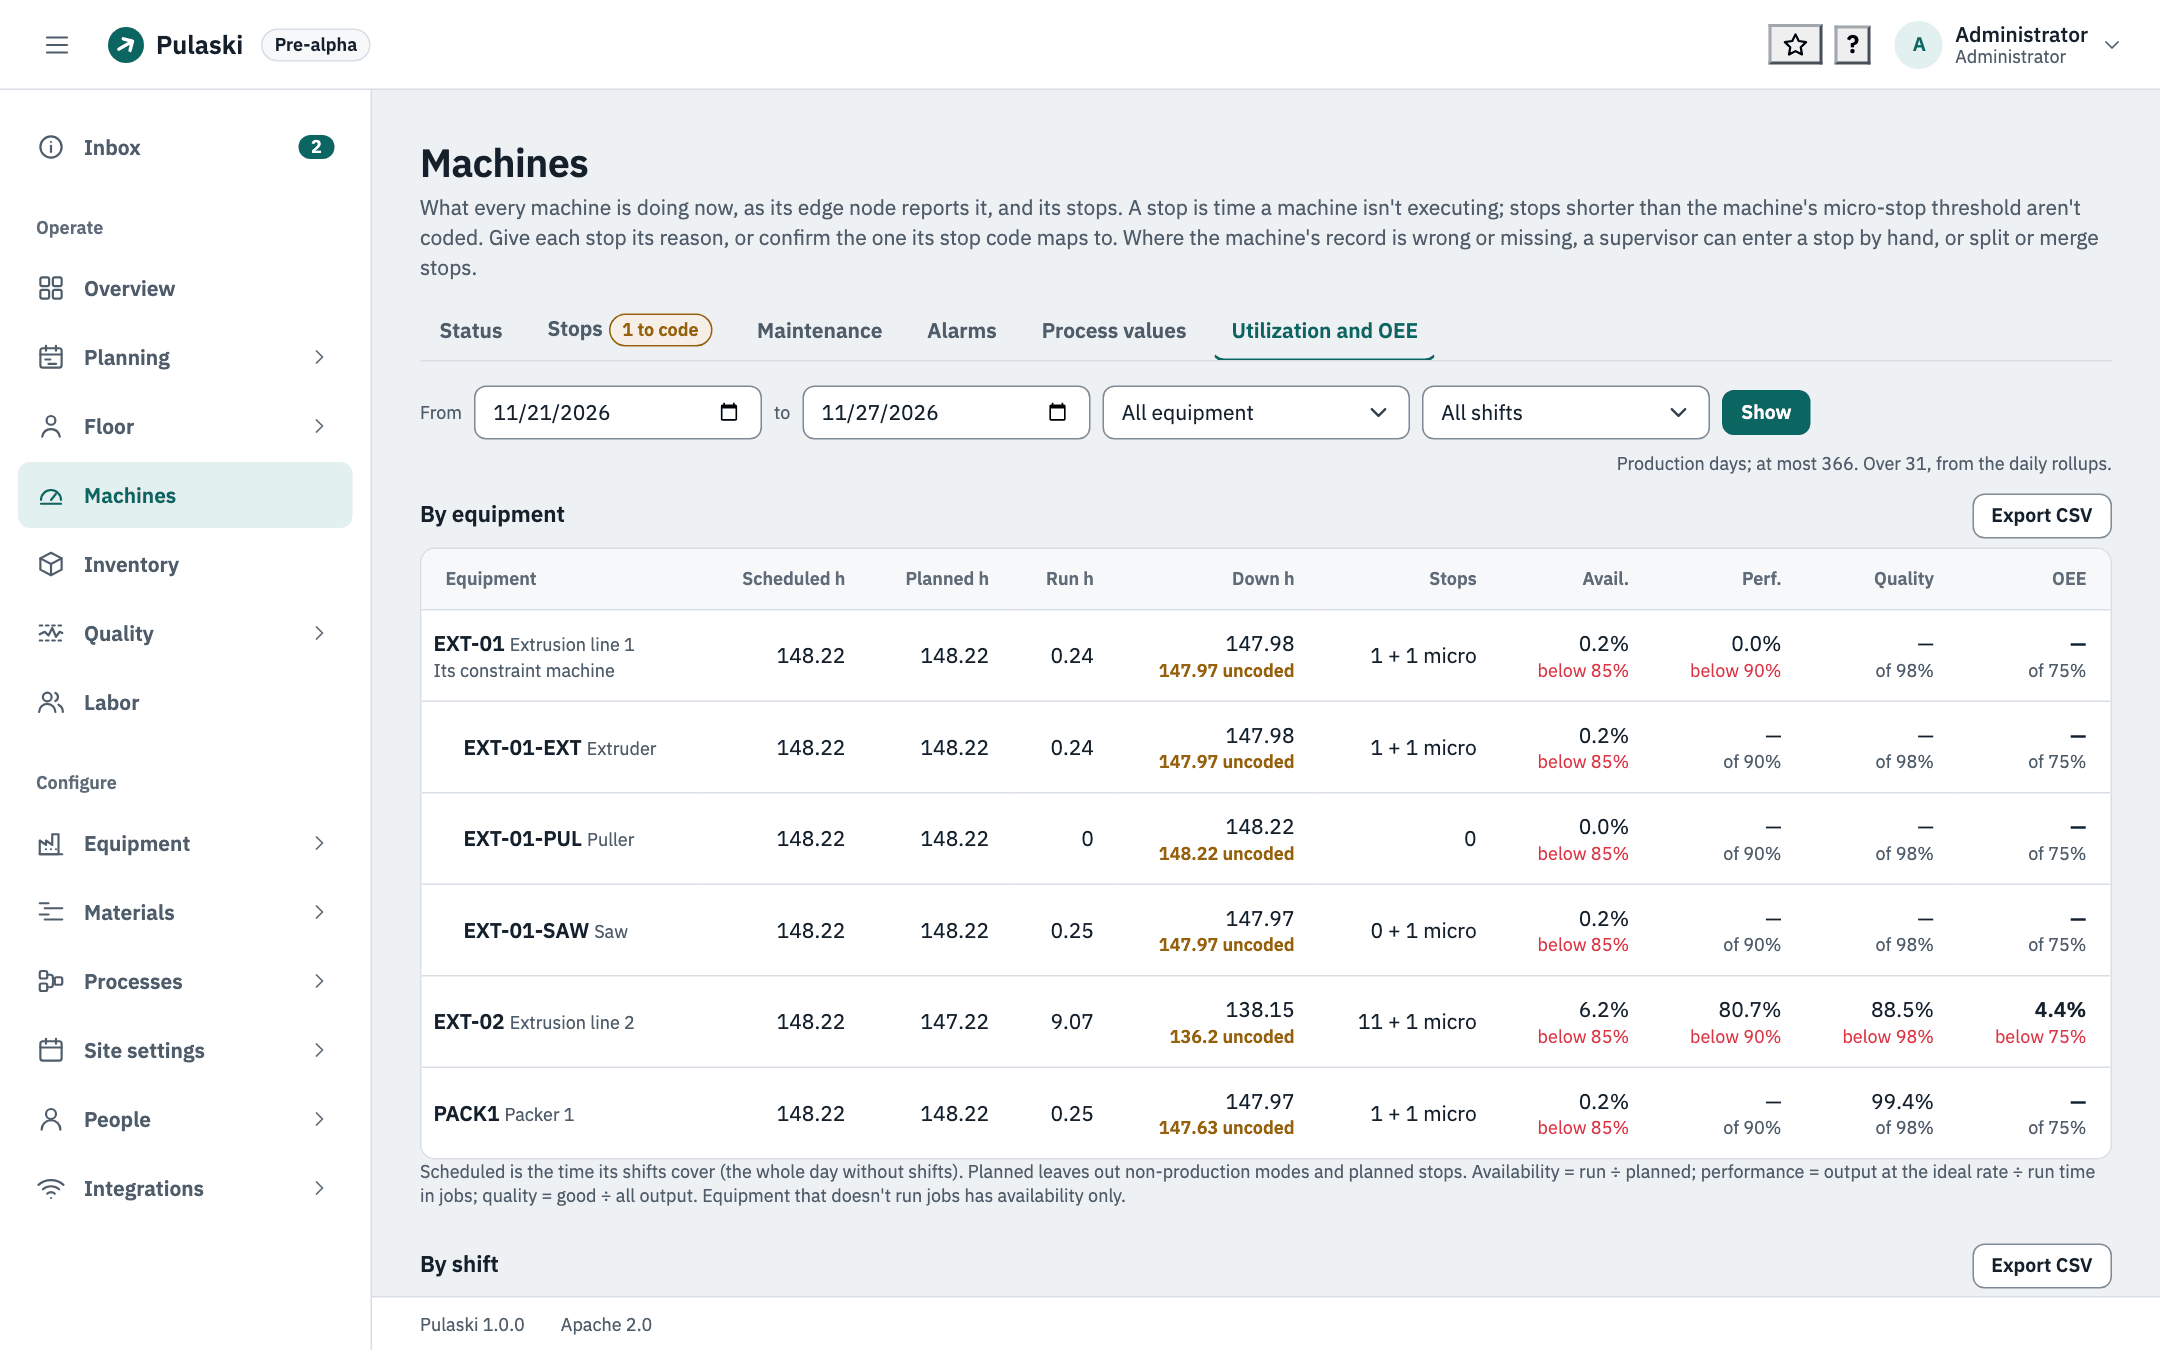 Pulaski Pre-alpha
?
A
Administrator
Administrator
Inbox 2
Operate
Overview
Planning
Floor
Machines
Inventory
Quality
Labor
Configure
Equipment
Materials
Processes
Site settings
People
Integrations
Machines
What every machine is doing now, as its edge node reports it, and its stops. A stop is time a machine isn't executing; stops shorter than the machine's micro-stop threshold aren't
coded. Give each stop its reason, or confirm the one its stop code maps to. Where the machine's record is wrong or missing, a supervisor can enter a stop by hand, or split or merge
stops.
Status Stops 1 to code Maintenance Alarms Process values Utilization and OEE
From 11/21/2026 to 11/27/2026 All equipment All shifts Show
Production days; at most 366. Over 31, from the daily rollups.
By equipment Export CSV
Equipment Scheduled h Planned h Run h Down h Stops Avail. Perf. Quality OEE
EXT-01 Extrusion line 1 148.22 148.22 0.24 147.98 1 + 1 micro 0.2% 0.0% — —
Its constraint machine 147.97 uncoded below 85% below 90% of 98% of 75%
EXT-01-EXT Extruder 148.22 148.22 0.24 147.98 1 + 1 micro 0.2% — — —
147.97 uncoded below 85% of 90% of 98% of 75%
EXT-01-PUL Puller 148.22 148.22 0 148.22 0 0.0% — — —
148.22 uncoded below 85% of 90% of 98% of 75%
EXT-01-SAW Saw 148.22 148.22 0.25 147.97 0 + 1 micro 0.2% — — —
147.97 uncoded below 85% of 90% of 98% of 75%
EXT-02 Extrusion line 2 148.22 147.22 9.07 138.15 11 + 1 micro 6.2% 80.7% 88.5% 4.4%
136.2 uncoded below 85% below 90% below 98% below 75%
PACK1 Packer 1 148.22 148.22 0.25 147.97 1 + 1 micro 0.2% — 99.4% —
147.63 uncoded below 85% of 90% of 98% of 75%
Scheduled is the time its shifts cover (the whole day without shifts). Planned leaves out non-production modes and planned stops. Availability = run ÷ planned; performance = output at the ideal rate ÷ run time
in jobs; quality = good ÷ all output. Equipment that doesn't run jobs has availability only.
By shift Export CSV
Pulaski 1.0.0 Apache 2.0